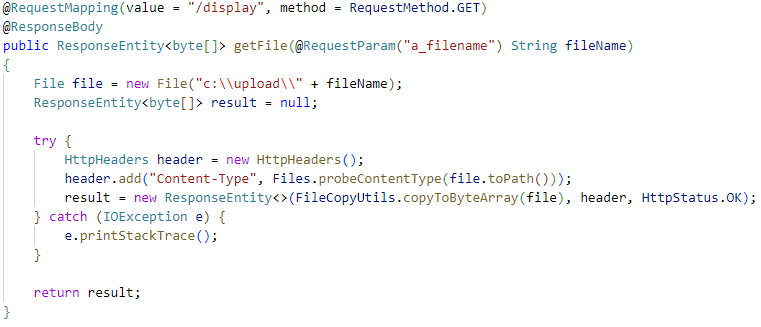 @RequestMapping(value = "/display", method = RequestMethod.GET)
@ResponseBody
public ResponseEntity<byte[]> getFile(@RequestParam("a_filename") String fileName)
{
    File file = new File("c:\\upload\\" + fileName);
    ResponseEntity<byte[]> result = null;

    try {
        HttpHeaders header = new HttpHeaders();
        header.add("Content-Type", Files.probeContentType(file.toPath()));
        result = new ResponseEntity<>(FileCopyUtils.copyToByteArray(file), header, HttpStatus.OK);
    } catch (IOException e) {
        e.printStackTrace();
    }

    return result;
}